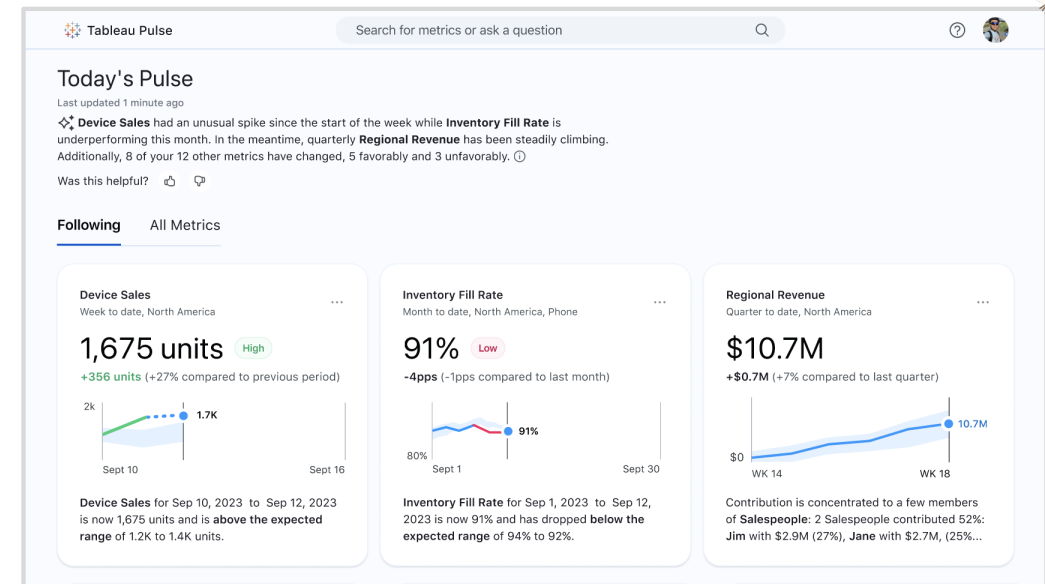 Tableau Pulse
Search for metrics or ask a question
Today's Pulse
Last updated 1 minute ago
Device Sales had an unusual spike since the start of the week while Inventory Fill Rate is
underperforming this month. In the meantime, quarterly Regional Revenue has been steadily climbing.
Additionally, 8 of your 12 other metrics have changed, 5 favorably and 3 unfavorably.
Was this helpful?
Following All Metrics
Device Sales
Week to date, North America
1,675 units High
+356 units (+27% compared to previous period)
2k
1.7K
Sept 10 Sept 16
Device Sales for Sep 10, 2023 to Sep 12, 2023
is now 1,675 units and is above the expected
range of 1.2K to 1.4K units.
Inventory Fill Rate
Month to date, North America, Phone
91% Low
-4pps (-1pps compared to last month)
91%
80%
Sept 1 Sept 30
Inventory Fill Rate for Sep 1, 2023 to Sep 12,
2023 is now 91% and has dropped below the
expected range of 94% to 92%.
Regional Revenue
Quarter to date, North America
$10.7M
+$0.7M (+7% compared to last quarter)
10.7M
$0
WK 14 WK 18
Contribution is concentrated to a few members
of Salespeople: 2 Salespeople contributed 52%:
Jim with $2.9M (27%), Jane with $2.7M, (25%...